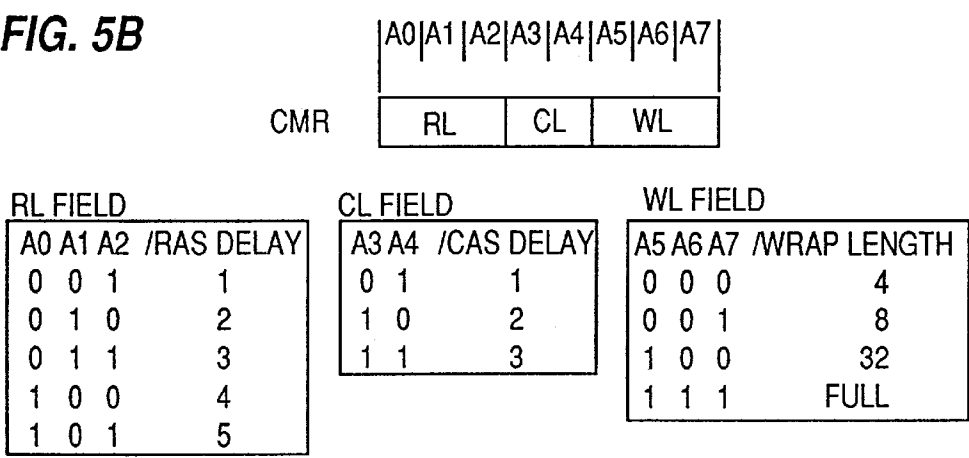 FIG. 5B
|A0|A1|A2|A3|A4|A5|A6|A7|
CMR RL CL WL
RL FIELD
A0 A1 A2 /RAS DELAY
0 0 1 1
0 1 0 2
0 1 1 3
1 0 0 4
1 0 1 5
CL FIELD
A3 A4 /CAS DELAY
0 1 1
1 0 2
1 1 3
WL FIELD
A5 A6 A7 /WRAP LENGTH
0 0 0 4
0 0 1 8
1 0 0 32
1 1 1 FULL